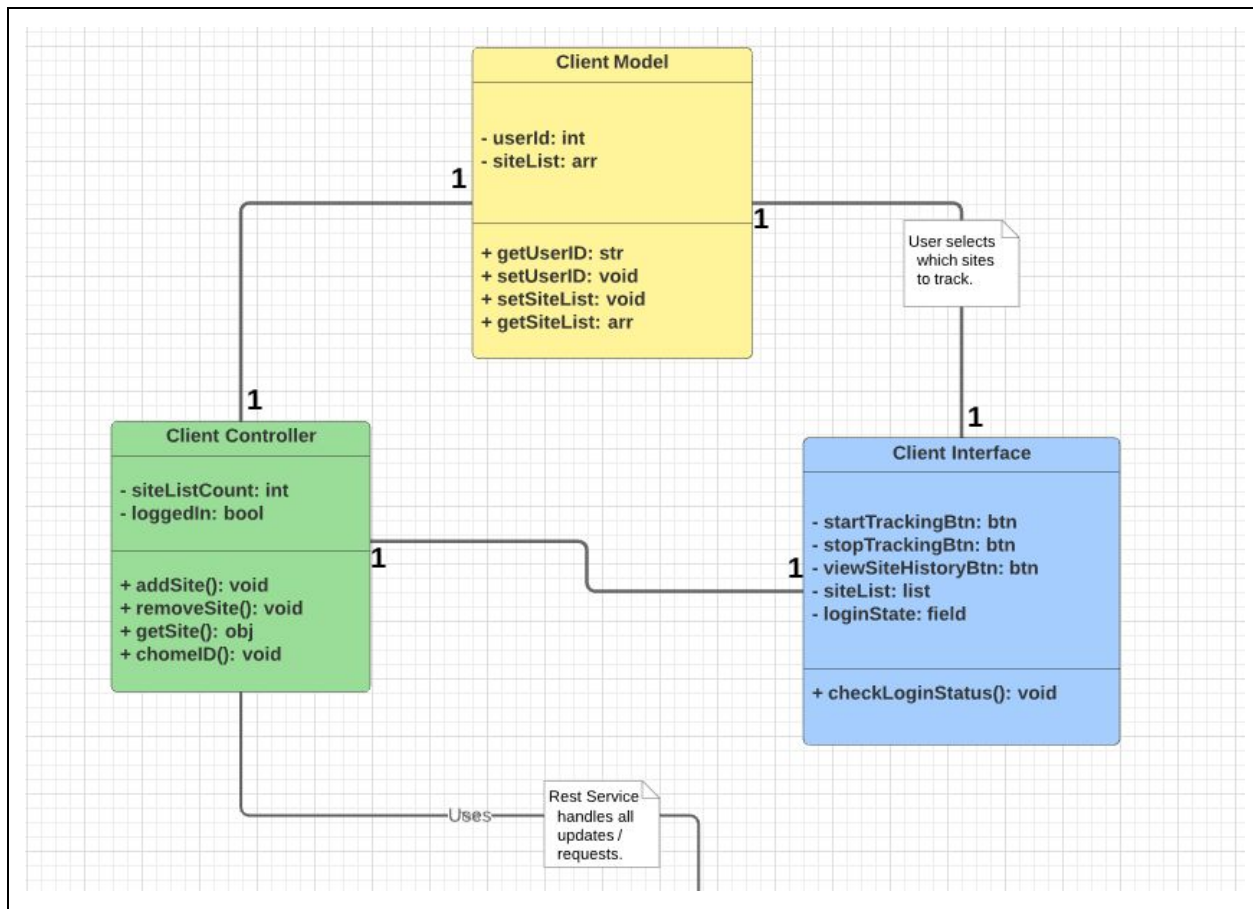 Client Model
- userId: int
- siteList: arr
1
1
+ getUserID: str
+ setUserID: void
+ setSiteList: void
+ getSiteList: arr
User selects
which sites
to track.
1
1
Client Controller
- siteListCount: int
- loggedIn: bool
1
+ addSite(): void
+ removeSite(): void
+ getSite(): obj
+ chomeID(): void
Client Interface
1
- startTrackingBtn: btn
- stopTrackingBtn: btn
- viewSiteHistoryBtn: btn
- siteList: list
- loginState: field
+ checkLoginStatus(): void
Uses
Rest Service
handles all
updates /
requests.